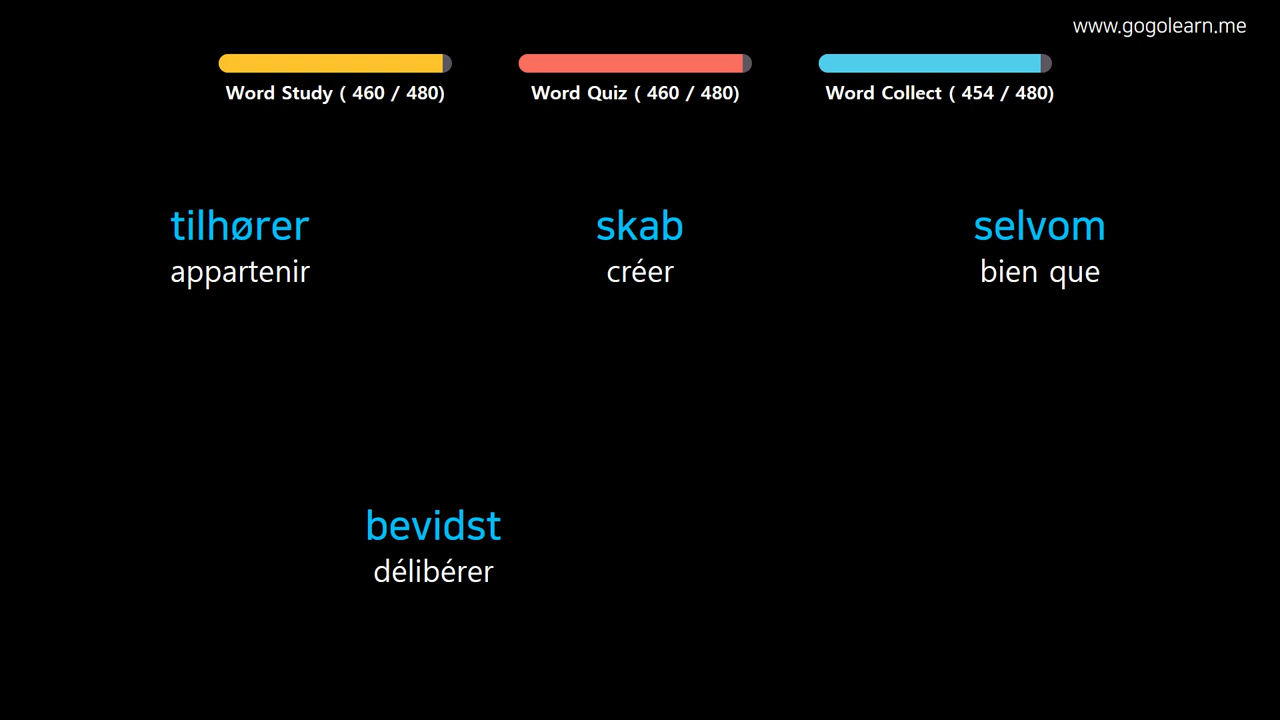 www.gogolearn.me
Word Study ( 460 / 480)
Word Quiz ( 460 / 480)
Word Collect ( 454 / 480)
tilhører
appartenir
skab
créer
selvom
bien que
bevidst
délibérer